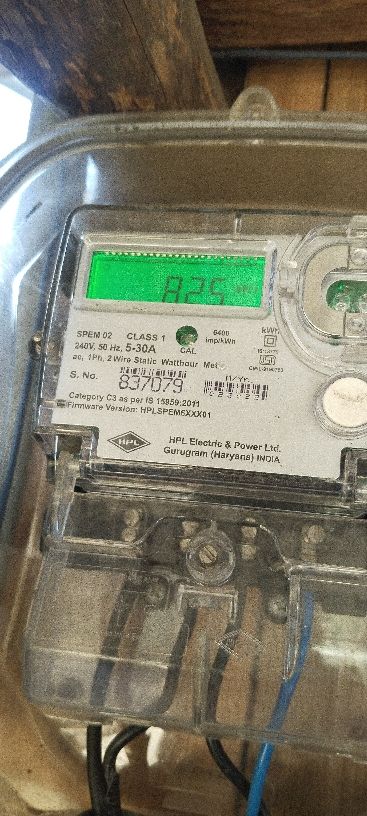 825
SPEM 02 CLASS 1
240V, 50 Hz, 5-30A
CAL
6400
imp/kWh
kWh
ac, 1Ph, 2 Wire Static Watthour
S. No. 837079
Category C3 as per IS 15959:2011
Firmware Version:
HPL
HPL Electric & Power Ltd.
Gurugram (Haryana) INDIA